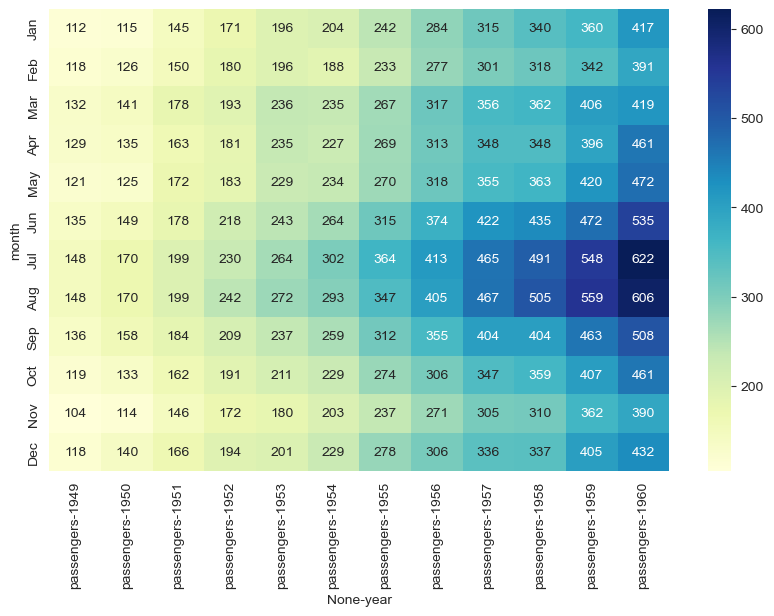 Jan 112 115 145 171 196 204 242 284 315 340 360 417
Feb 118 126 150 180 196 188 233 277 301 318 342 391
Mar 132 141 178 193 236 235 267 317 356 362 406 419
Apr 129 135 163 181 235 227 269 313 348 348 396 461
May 121 125 172 183 229 234 270 318 355 363 420 472
Jun 135 149 178 218 243 264 315 374 422 435 472 535
Jul 148 170 199 230 264 302 364 413 465 491 548 622
Aug 148 170 199 242 272 293 347 405 467 505 559 606
Sep 136 158 184 209 237 259 312 355 404 404 463 508
Oct 119 133 162 191 211 229 274 306 347 359 407 461
Nov 104 114 146 172 180 203 237 271 305 310 362 390
Dec 118 140 166 194 201 229 278 306 336 337 405 432
month
passengers-1949
passengers-1950
passengers-1951
passengers-1952
passengers-1953
passengers-1954
passengers-1955
passengers-1956
passengers-1957
passengers-1958
passengers-1959
passengers-1960
None-year
600
500
400
300
200